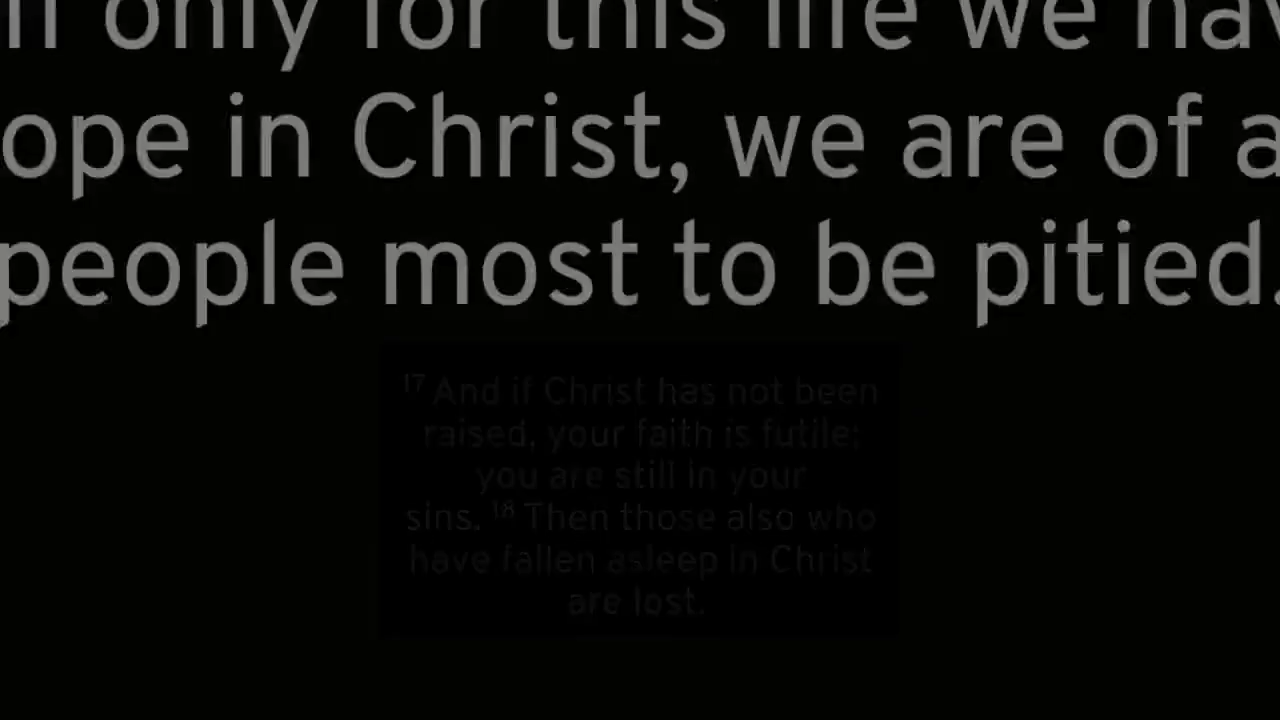 If only for this life we hav
ope in Christ, we are of a
people most to be pitied.
17 And if Christ has not been
raised, your faith is futile;
you are still in your
sins. 18 Then those also who
have fallen asleep in Christ
are lost.